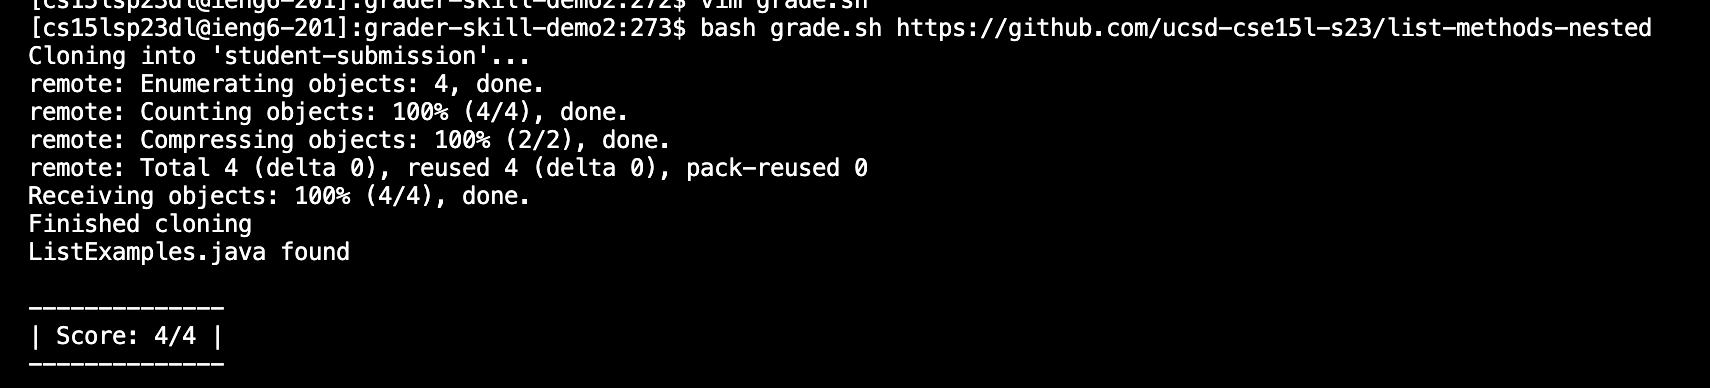 [cs15lsp23dl@ieng6-201]:grader-skill-demo2:272$ vim grade.sh
[cs15lsp23dl@ieng6-201]:grader-skill-demo2:273$ bash grade.sh https://github.com/ucsd-cse15l-s23/list-methods-nested
Cloning into 'student-submission'...
remote: Enumerating objects: 4, done.
remote: Counting objects: 100% (4/4), done.
remote: Compressing objects: 100% (2/2), done.
remote: Total 4 (delta 0), reused 4 (delta 0), pack-reused 0
Receiving objects: 100% (4/4), done.
Finished cloning
ListExamples.java found
--------------
| Score: 4/4 |
--------------